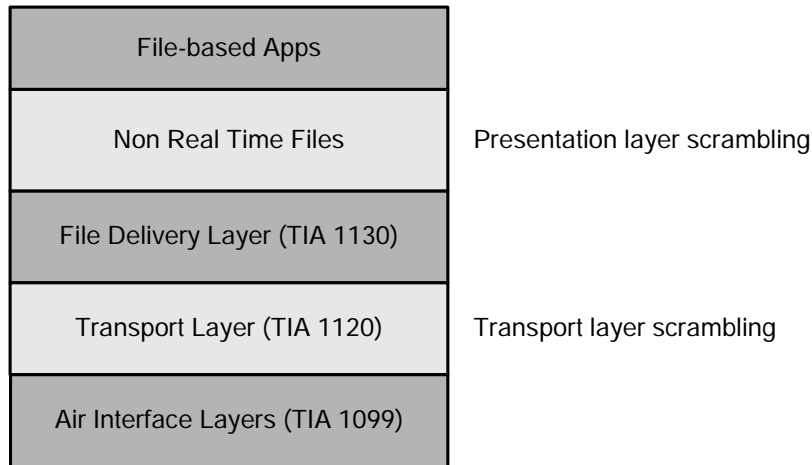 File-based Apps
Non Real Time Files
Presentation layer scrambling
File Delivery Layer (TIA 1130)
Transport Layer (TIA 1120)
Transport layer scrambling
Air Interface Layers (TIA 1099)